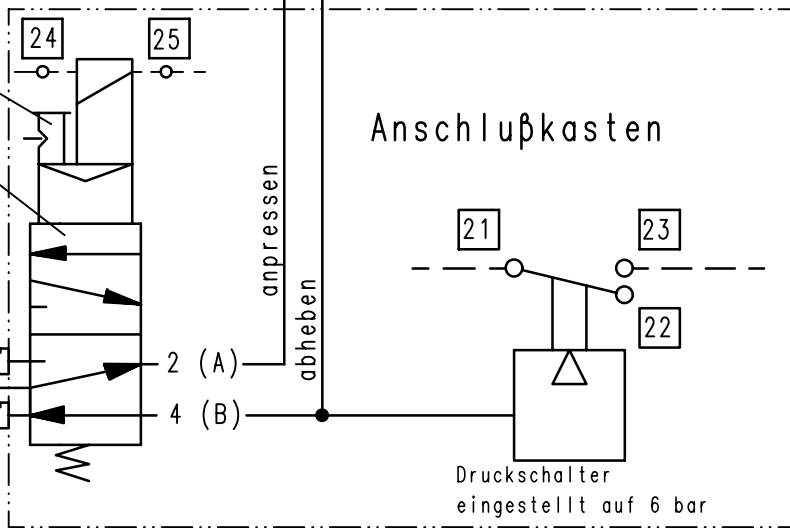 24
25
Anschlußkasten
anpressen
abheben
21
23
22
2 (A)
4 (B)
Druckschalter
eingestellt auf 6 bar